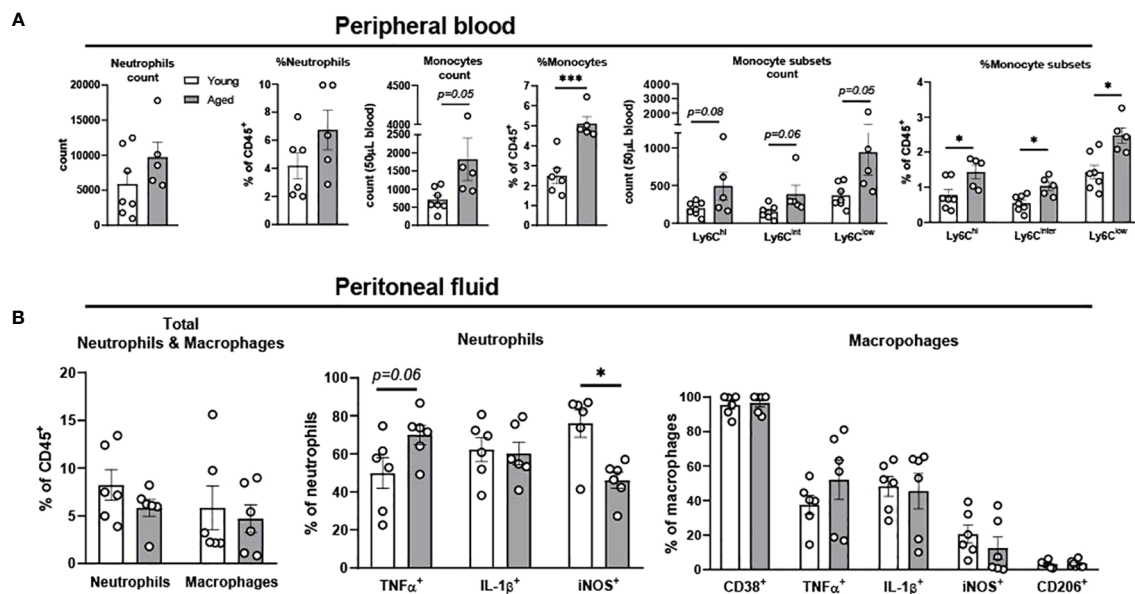 A
Peripheral blood
Neutrophils
count
Young
Aged
20000
15000
10000
5000
0
count
%Neutrophils
10
8
6
4
2
0
% of CD45⁺
Monocytes
count
4500
3000
2500
2000
1500
1000
500
0
count (50µL blood)
p=0.05
%Monocytes
7
6
5
4
3
2
1
0
% of CD45⁺
***
Monocyte subsets
count
4000
3000
2000
1000
500
0
count (50µL blood)
p=0.08
p=0.06
p=0.05
Ly6Cʰⁱ
Ly6Cⁱⁿᵗ
Ly6Cˡᵒʷ
%Monocyte subsets
6
4
2
0
% of CD45⁺
*
*
*
Ly6Cʰⁱ
Ly6Cⁱⁿᵗᵉʳ
Ly6Cˡᵒʷ
Peritoneal fluid
B
Total
Neutrophils & Macrophages
20
15
10
5
0
% of CD45⁺
Neutrophils
Macrophages
Neutrophils
100
80
60
40
20
0
% of neutrophils
p=0.06
*
TNFα⁺
IL-1β⁺
iNOS⁺
Macropohages
100
80
60
40
20
0
% of macrophages
CD38⁺
TNFα⁺
IL-1β⁺
iNOS⁺
CD206⁺